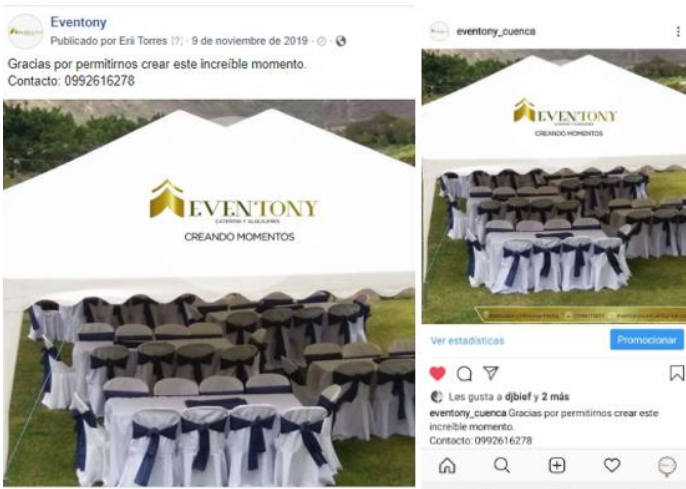 Eventony
Publicado por Erii Torres [?] · 9 de noviembre de 2019 ·
Gracias por permitirnos crear este increíble momento.
Contacto: 0992616278
EVENTONY
CATERING Y ALQUILERES
CREANDO MOMENTOS
eventony_cuenca
EVENTONY
CATERING Y ALQUILERES
CREANDO MOMENTOS
Ver estadísticas
Promocionar
Les gusta a djbief y 2 más
eventony_cuenca Gracias por permitirnos crear este
increíble momento.
Contacto: 0992616278